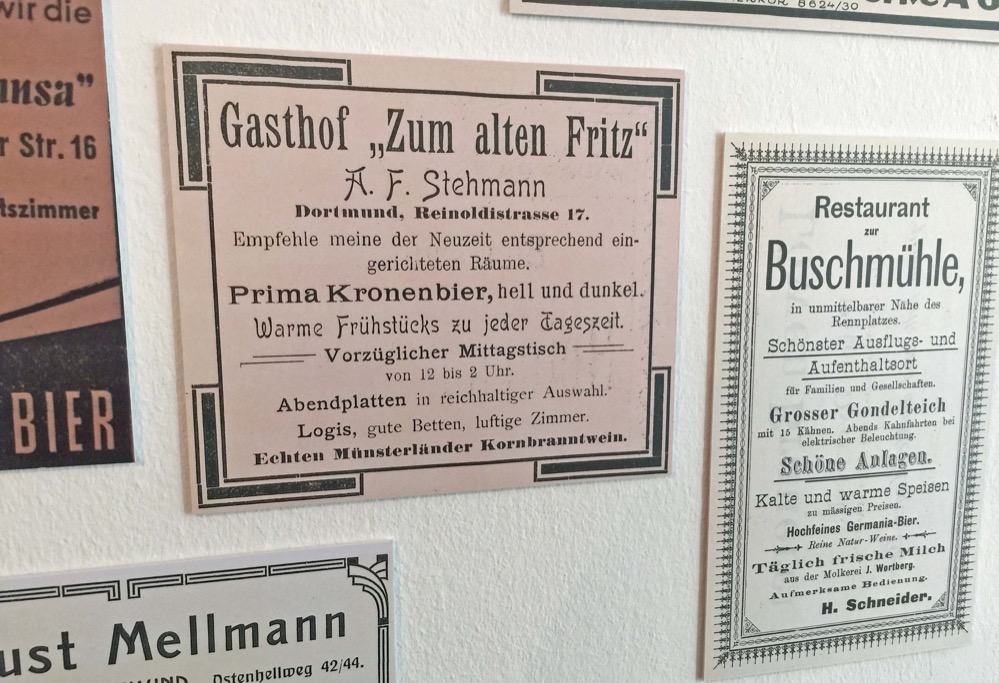 wir die
Str. 16
BIER
8624/30
Gasthof „Zum alten Fritz“
A. F. Stehmann
Dortmund, Reinoldistrasse 17.
Empfehle meine der Neuzeit entsprechend ein-
gerichteten Räume.
Prima Kronenbier, hell und dunkel.
Warme Frühstücks zu jeder Tageszeit.
Vorzüglicher Mittagstisch
von 12 bis 2 Uhr.
Abendplatten in reichhaltiger Auswahl.
Logis, gute Betten, luftige Zimmer.
Echten Münsterländer Kornbranntwein.
Restaurant
zur
Buschmühle,
in unmittelbarer Nähe des
Rennplatzes.
Schönster Ausflugs- und
Aufenthaltsort
für Familien und Gesellschaften.
Grosser Gondelteich
mit 15 Kähnen. Abends Kahnfahrten bei
elektrischer Beleuchtung.
Schöne Anlagen.
Kalte und warme Speisen
zu mässigen Preisen.
Hochfeines Germania-Bier.
Reine Natur-Weine.
Täglich frische Milch
aus der Molkerei J. Wortberg.
Aufmerksame Bedienung.
H. Schneider.
ust Mellmann
Ostenhellweg 42/44.